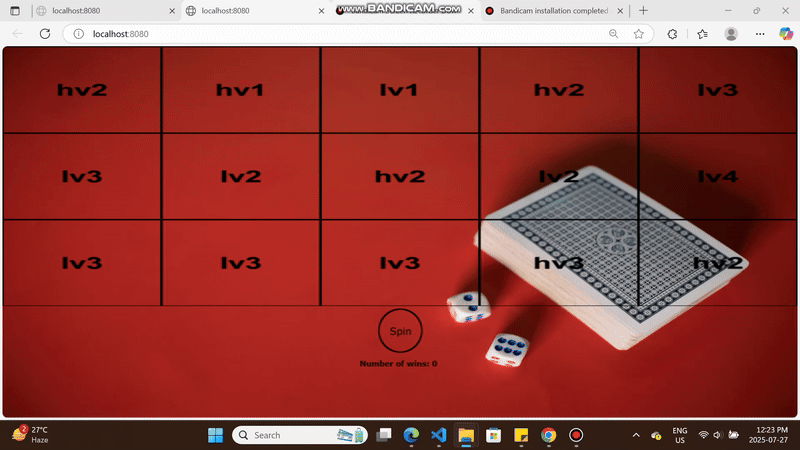 localhost:8080
localhost:8080
WWW.BANDICAM.COM
Bandicam installation completed
localhost:8080
hv2 hv1 lv1 hv2 lv3
lv3 lv2 hv2 lv2 lv4
lv3 lv3 lv3 hv3 hv2
Spin
Number of wins: 0
2
27°C
Haze
Search
ENG
US
12:23 PM
2025-07-27